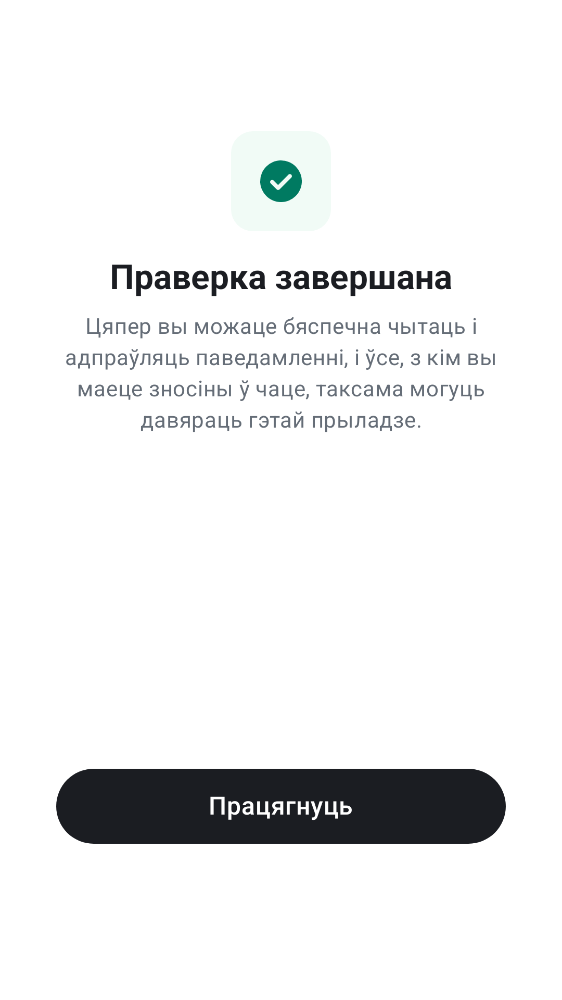 Праверка завершана
Цяпер вы можаце бяспечна чытаць і
адпраўляць паведамленні, і ўсе, з кім вы
маеце зносіны ў чаце, таксама могуць
давяраць гэтай прыладзе.
Працягнуць